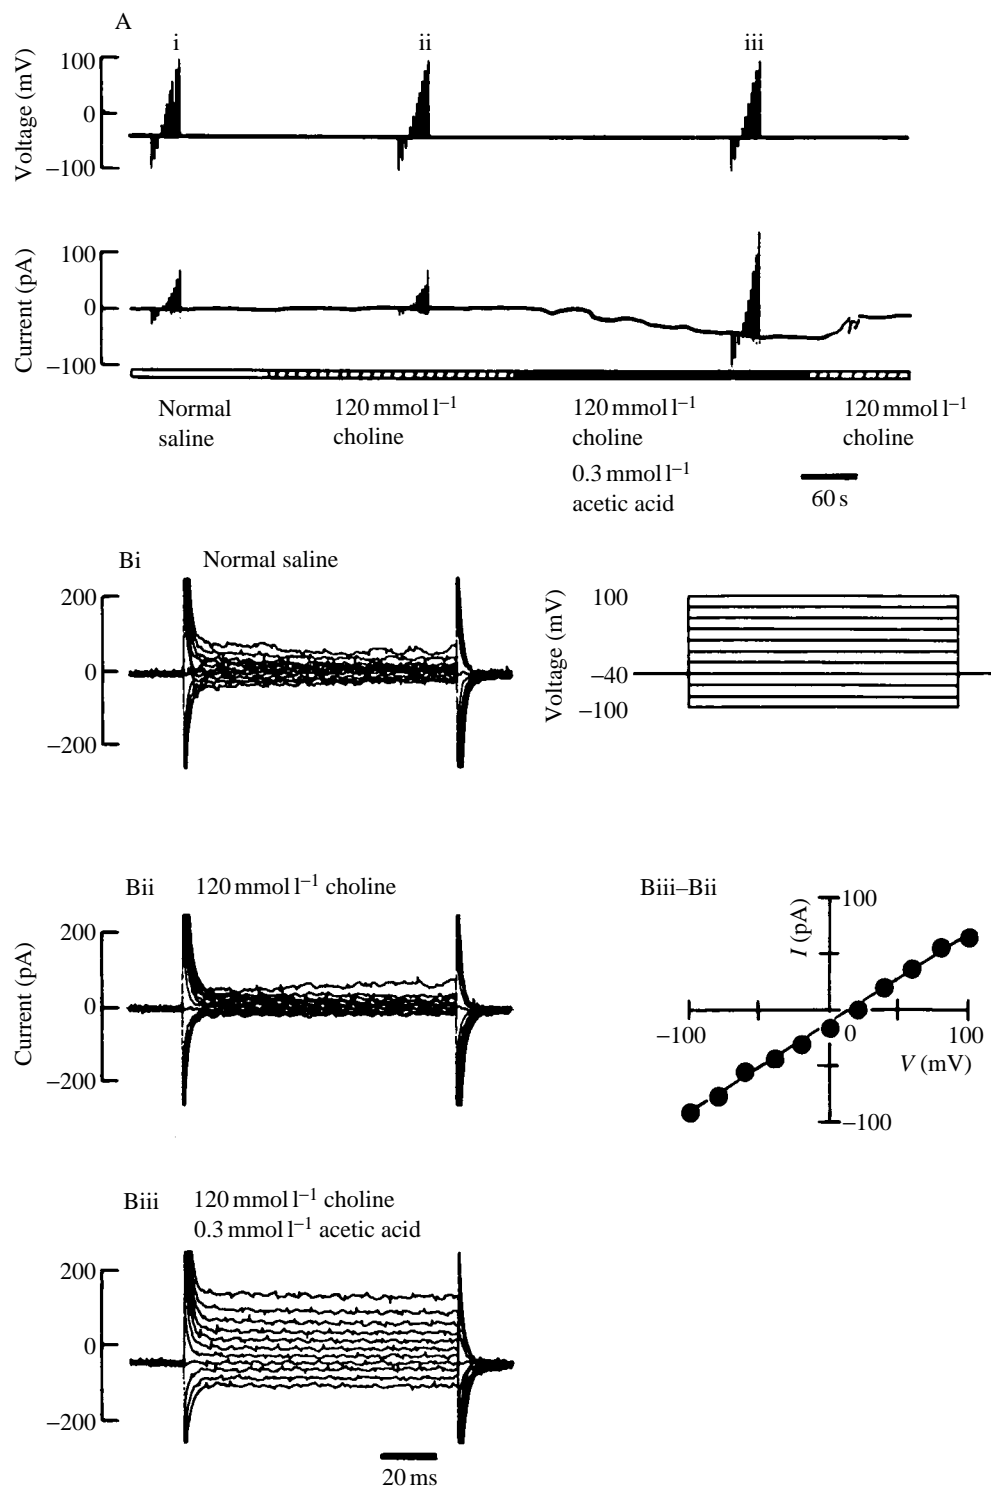 A
i ii iii
Voltage (mV)
100
0
−100
Current (pA)
100
0
−100
Normal saline
120 mmol l−1 choline
120 mmol l−1 choline
0.3 mmol l−1 acetic acid
120 mmol l−1 choline
60 s
Bi Normal saline
200
0
−200
Voltage (mV)
100
−40
−100
Bii 120 mmol l−1 choline
Current (pA)
200
0
−200
Biii–Bii
I (pA)
100
−100
0
100
V (mV)
−100
Biii 120 mmol l−1 choline
0.3 mmol l−1 acetic acid
200
0
−200
20 ms